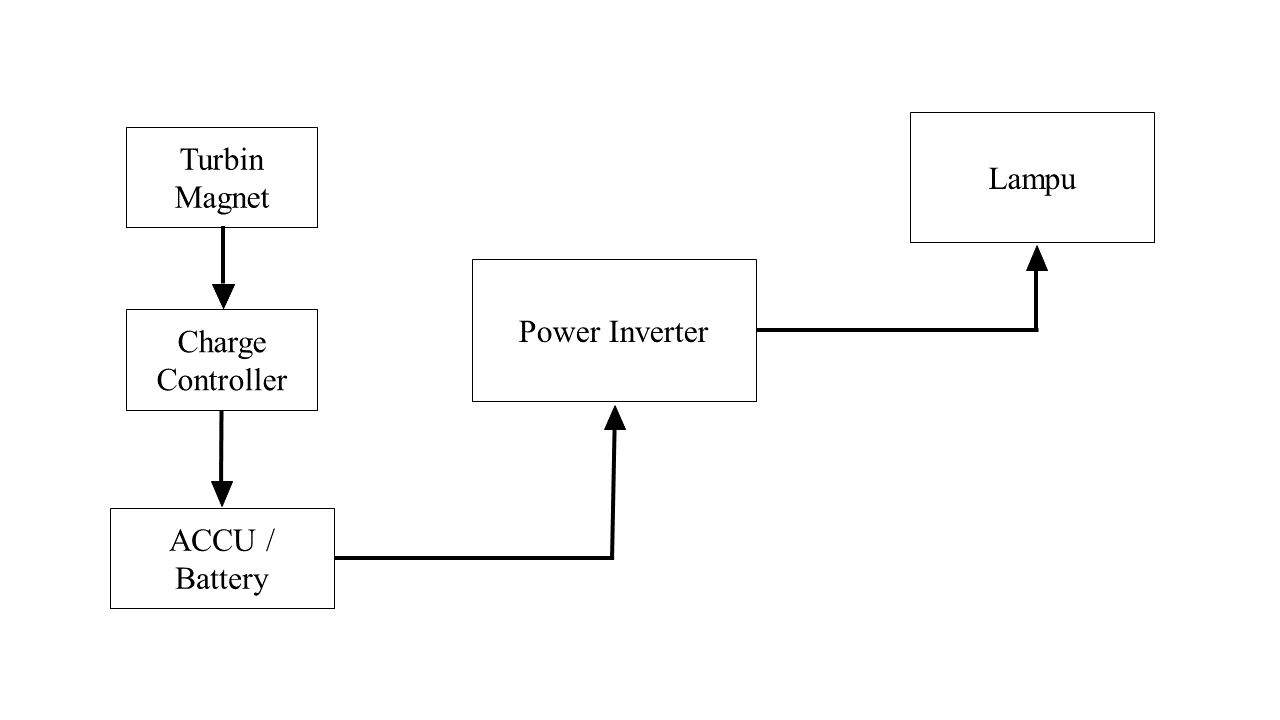 Turbin
Magnet
Charge
Controller
ACCU /
Battery
Power Inverter
Lampu